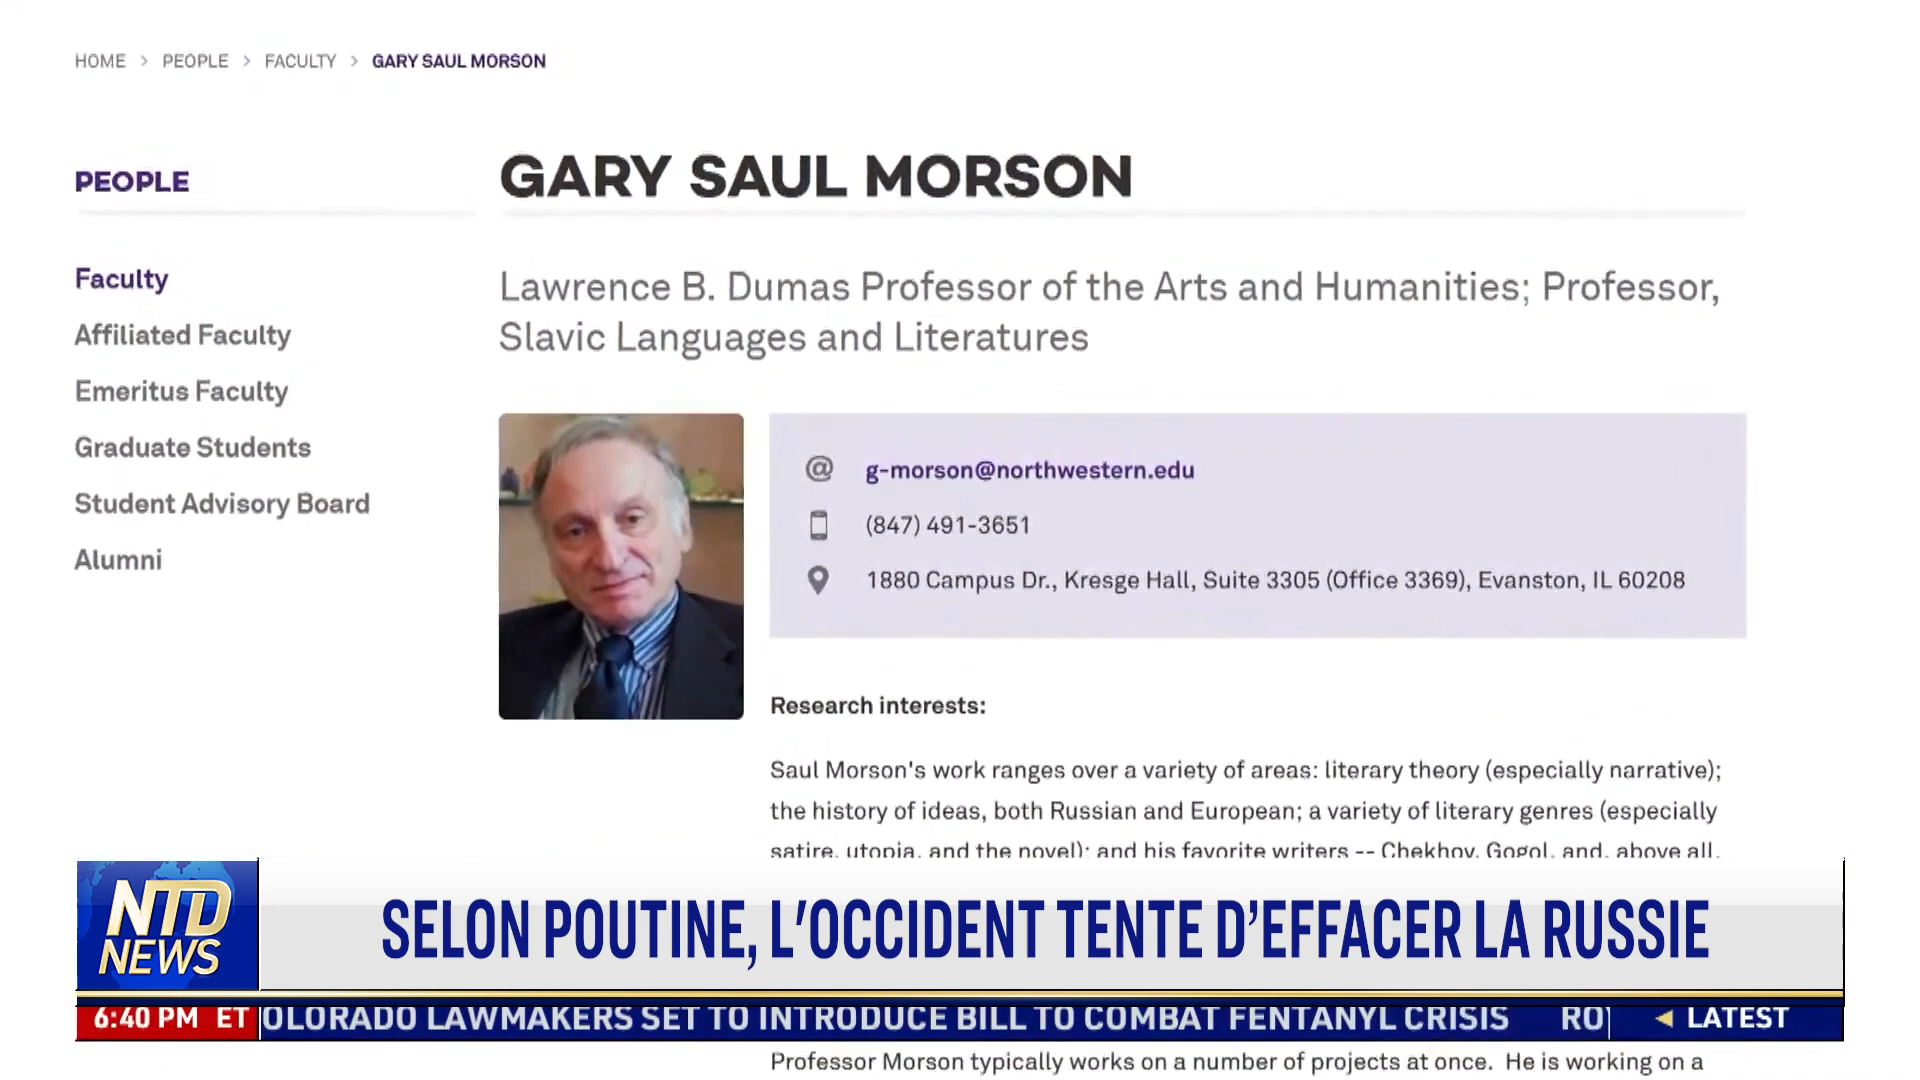 HOME > PEOPLE > FACULTY > GARY SAUL MORSON
PEOPLE
Faculty
Affiliated Faculty
Emeritus Faculty
Graduate Students
Student Advisory Board
Alumni
GARY SAUL MORSON
Lawrence B. Dumas Professor of the Arts and Humanities; Professor,
Slavic Languages and Literatures
g-morson@northwestern.edu
(847) 491-3651
1880 Campus Dr., Kresge Hall, Suite 3305 (Office 3369), Evanston, IL 60208
Research interests:
Saul Morson's work ranges over a variety of areas: literary theory (especially narrative);
the history of ideas, both Russian and European; a variety of literary genres (especially
satire, utopia, and the novel); and his favorite writers -- Chekhov, Gogol, and, above all,
NTD
NEWS
SELON POUTINE, L'OCCIDENT TENTE D’EFFACER LA RUSSIE
6:40 PM ET
OLORADO LAWMAKERS SET TO INTRODUCE BILL TO COMBAT FENTANYL CRISIS
LATEST
Professor Morson typically works on a number of projects at once. He is working on a